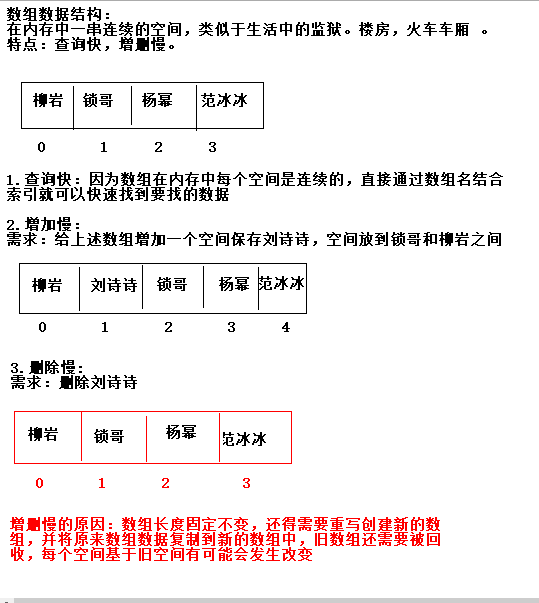 数组数据结构：
在内存中一串连续的空间，类似于生活中的监狱。楼房，火车车厢 。
特点：查询快，增删慢。
柳岩 锁哥 杨幂 范冰冰
0 1 2 3
1.查询快：因为数组在内存中每个空间是连续的，直接通过数组名结合
索引就可以快速找到要找的数据
2.增加慢：
需求：给上述数组增加一个空间保存刘诗诗，空间放到锁哥和柳岩之间
柳岩 刘诗诗 锁哥 杨幂 范冰冰
0 1 2 3 4
3.删除慢：
需求：删除刘诗诗
柳岩 锁哥 杨幂 范冰冰
0 1 2 3
增删慢的原因：数组长度固定不变，还得需要重写创建新的数
组，并将原来数组数据复制到新的数组中，旧数组还需要被回
收，每个空间基于旧空间有可能会发生改变